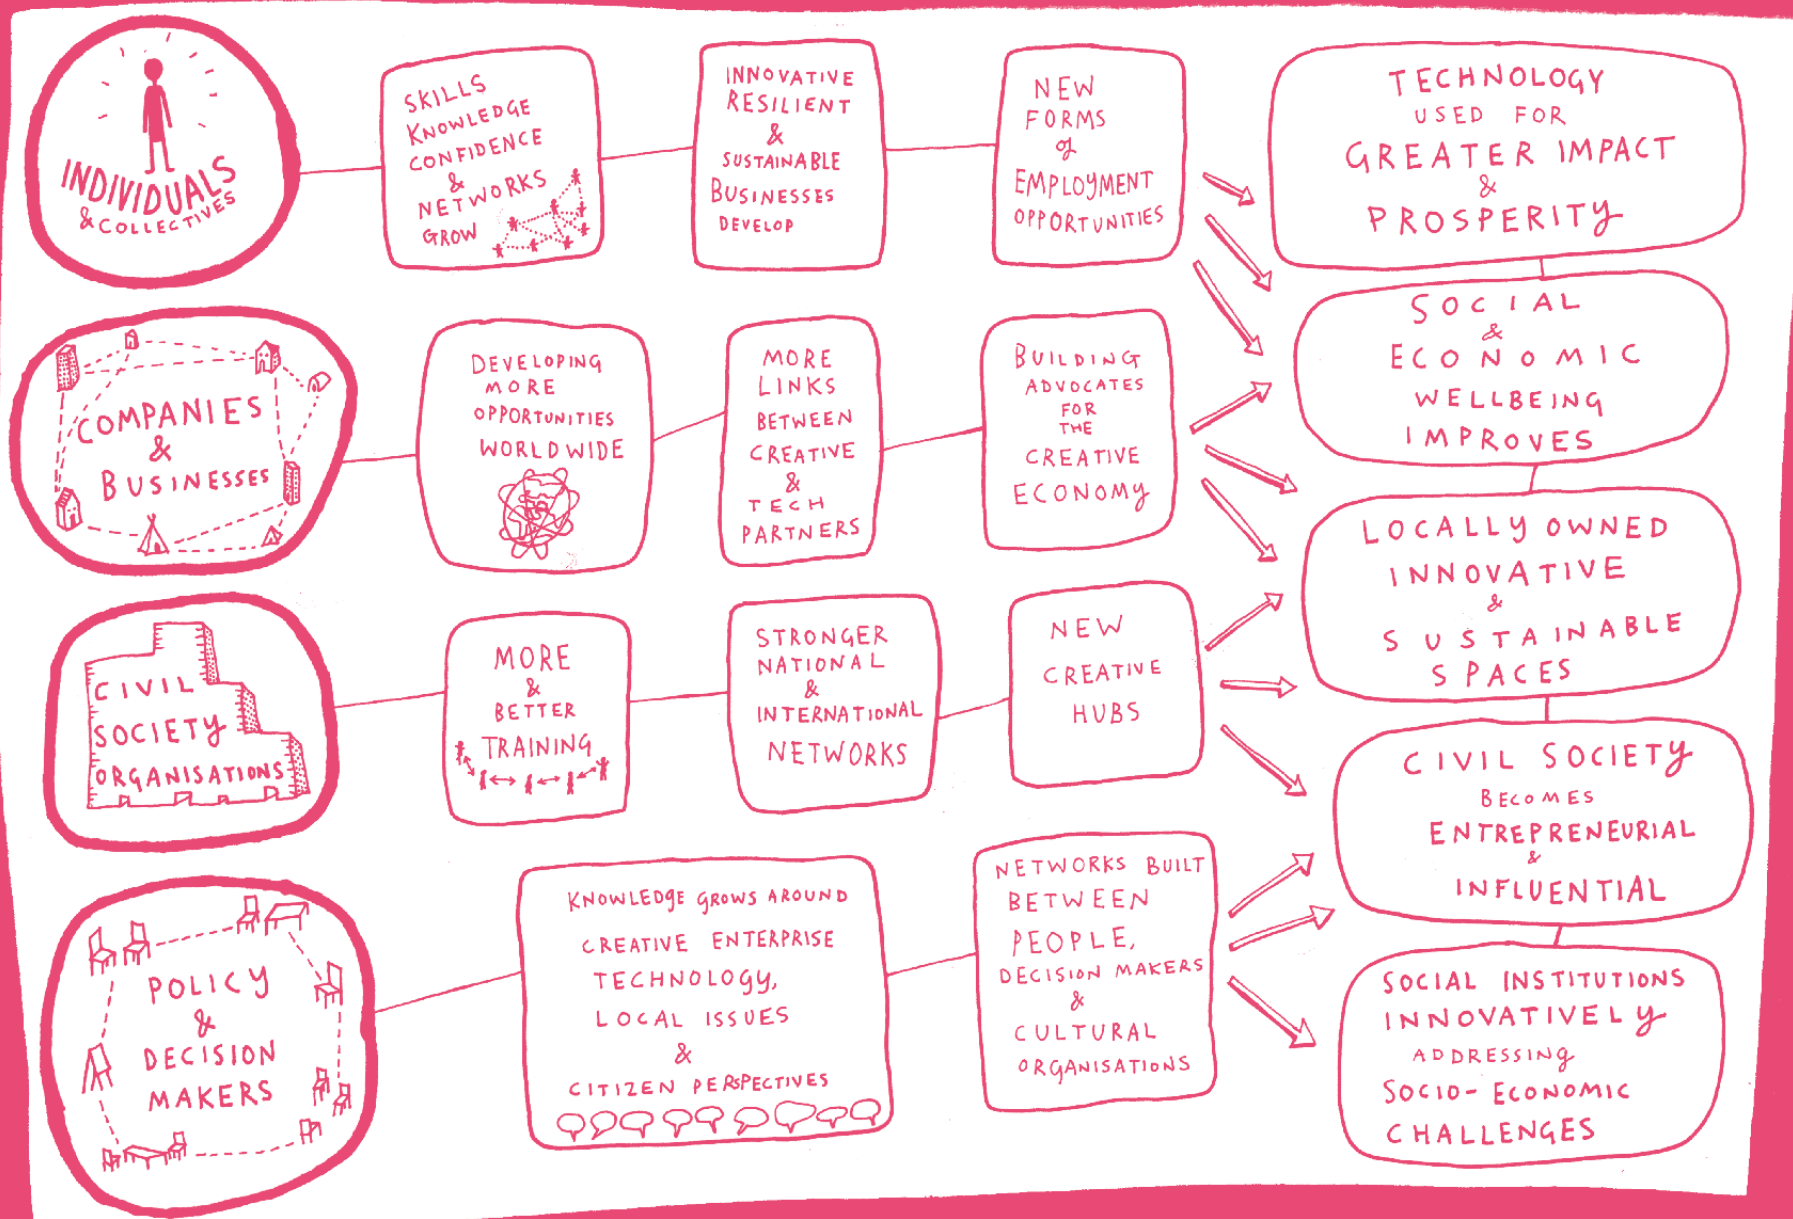 INDIVIDUALS
& COLLECTIVES
SKILLS
KNOWLEDGE
CONFIDENCE
&
NETWORKS
GROW
INNOVATIVE
RESILIENT
&
SUSTAINABLE
BUSINESSES
DEVELOP
NEW
FORMS
of
EMPLOYMENT
OPPORTUNITIES
TECHNOLOGY
USED FOR
GREATER IMPACT
&
PROSPERITY
COMPANIES
&
BUSINESSES
DEVELOPING
MORE
OPPORTUNITIES
WORLDWIDE
MORE
LINKS
BETWEEN
CREATIVE
&
TECH
PARTNERS
BUILDING
ADVOCATES
FOR
THE
CREATIVE
ECONOMY
SOCIAL
&
ECONOMIC
WELLBEING
IMPROVES
LOCALLY OWNED
INNOVATIVE
&
SUSTAINABLE
SPACES
CIVIL
SOCIETY
ORGANISATIONS
MORE
&
BETTER
TRAINING
STRONGER
NATIONAL
&
INTERNATIONAL
NETWORKS
NEW
CREATIVE
HUBS
CIVIL SOCIETY
BECOMES
ENTREPRENEURIAL
&
INFLUENTIAL
POLICY
&
DECISION
MAKERS
KNOWLEDGE GROWS AROUND
CREATIVE ENTERPRISE
TECHNOLOGY,
LOCAL ISSUES
&
CITIZEN PERSPECTIVES
NETWORKS BUILT
BETWEEN
PEOPLE,
DECISION MAKERS
&
CULTURAL
ORGANISATIONS
SOCIAL INSTITUTIONS
INNOVATIVELY
ADDRESSING
SOCIO-ECONOMIC
CHALLENGES